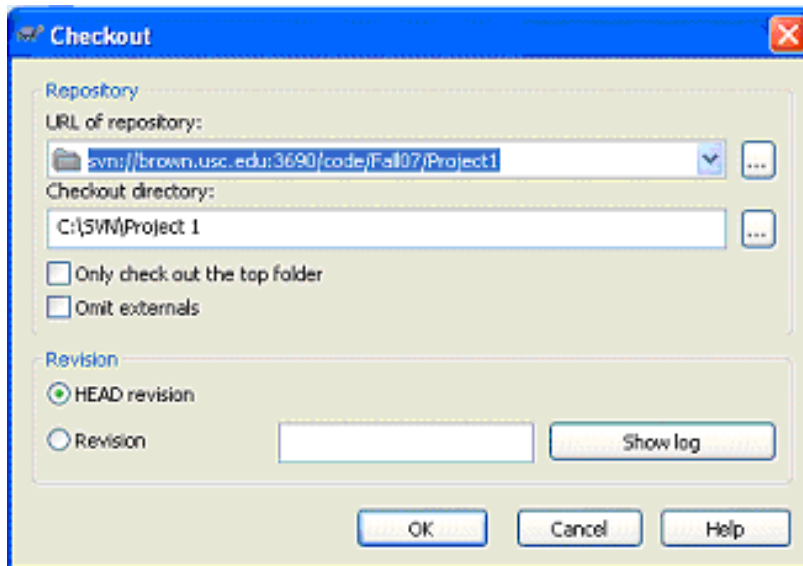 Checkout
Repository
URL of repository:
svn://brown.usc.edu:3690/code/Fall07/Project1
...
Checkout directory:
C:\SVN\Project 1
...
Only check out the top folder
Omit externals
Revision
HEAD revision
Revision
Show log
OK
Cancel
Help